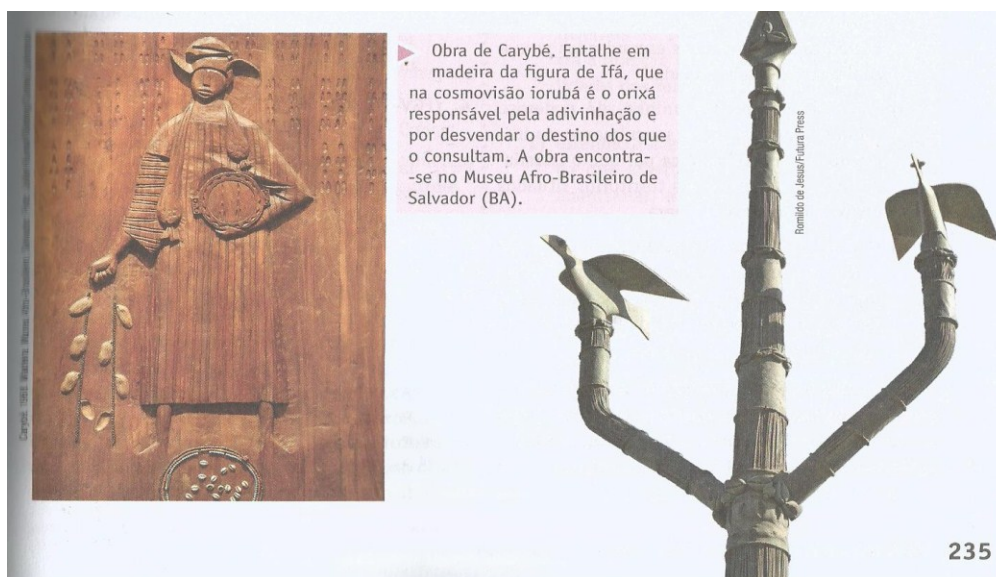 Obra de Carybé. Entalhe em
madeira da figura de Ifá, que
na cosmovisão iorubá é o orixá
responsável pela adivinhação e
por desvendar o destino dos que
o consultam. A obra encontra-
-se no Museu Afro-Brasileiro de
Salvador (BA).
Romildo de Jesus/Futura Press
235